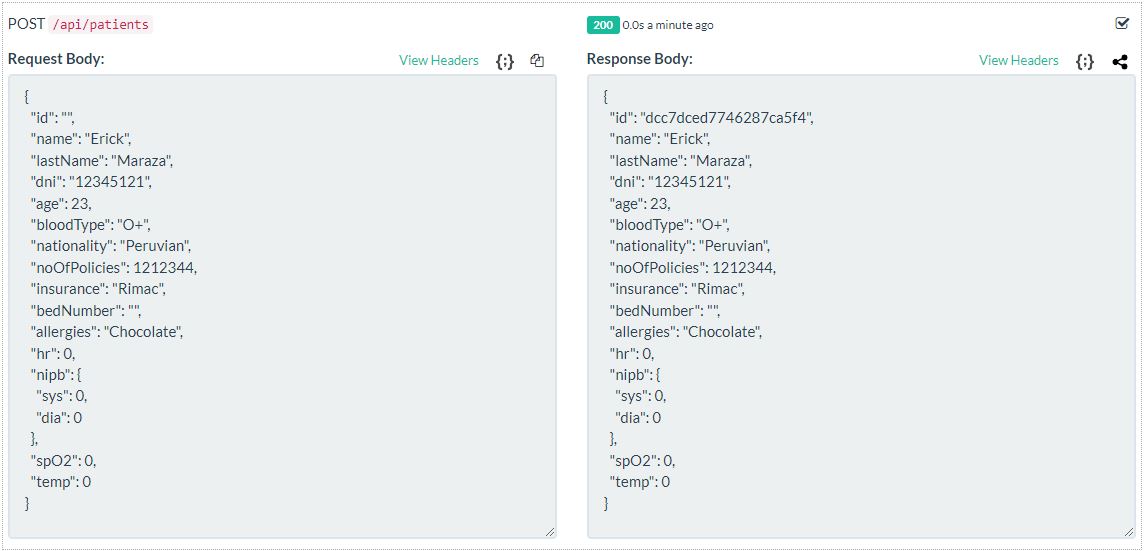 POST /api/patients
200 0.0s a minute ago
Request Body:
View Headers {;}
{
"id": "",
"name": "Erick",
"lastName": "Maraza",
"dni": "12345121",
"age": 23,
"bloodType": "O+",
"nationality": "Peruvian",
"noOfPolicies": 1212344,
"insurance": "Rimac",
"bedNumber": "",
"allergies": "Chocolate",
"hr": 0,
"nipb": {
"sys": 0,
"dia": 0
},
"spO2": 0,
"temp": 0
}
Response Body:
View Headers {;}
{
"id": "dcc7dced7746287ca5f4",
"name": "Erick",
"lastName": "Maraza",
"dni": "12345121",
"age": 23,
"bloodType": "O+",
"nationality": "Peruvian",
"noOfPolicies": 1212344,
"insurance": "Rimac",
"bedNumber": "",
"allergies": "Chocolate",
"hr": 0,
"nipb": {
"sys": 0,
"dia": 0
},
"spO2": 0,
"temp": 0
}